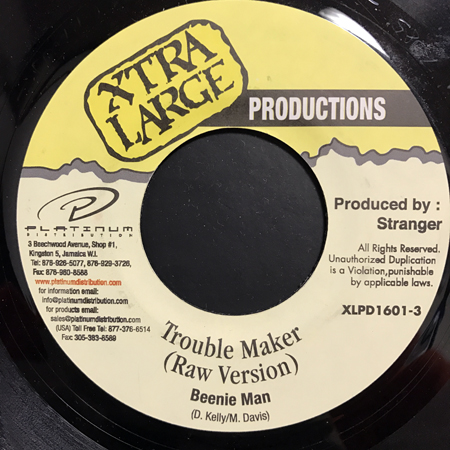 XTRA
LARGE
PRODUCTIONS
PLATINUM
DISTRIBUTION
3 Beechwood Avenue, Shop #1,
Kingston 5, Jamaica W.I.
Tel: 876-926-5077, 876-929-3726,
Fax: 876-960-8588
www.platinumdistribution.com
for information email:
info@platinumdistribution.com
for products email:
sales@platinumdistribution.com
(USA) Toll Free Tel: 877-376-6514
Fax: 305-383-6589
Produced by :
Stranger
All Rights Reserved.
Unauthorized Duplication
is a Violation,punishable
by applicable laws.
XLPD1601-3
Trouble Maker
(Raw Version)
Beenie Man
(D. Kelly/M. Davis)